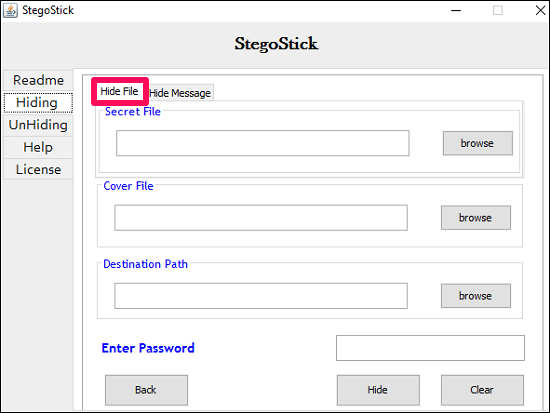 StegoStick
StegoStick
Readme
Hiding
UnHiding
Help
License
Hide File
Hide Message
Secret File
browse
Cover File
browse
Destination Path
browse
Enter Password
Back
Hide
Clear